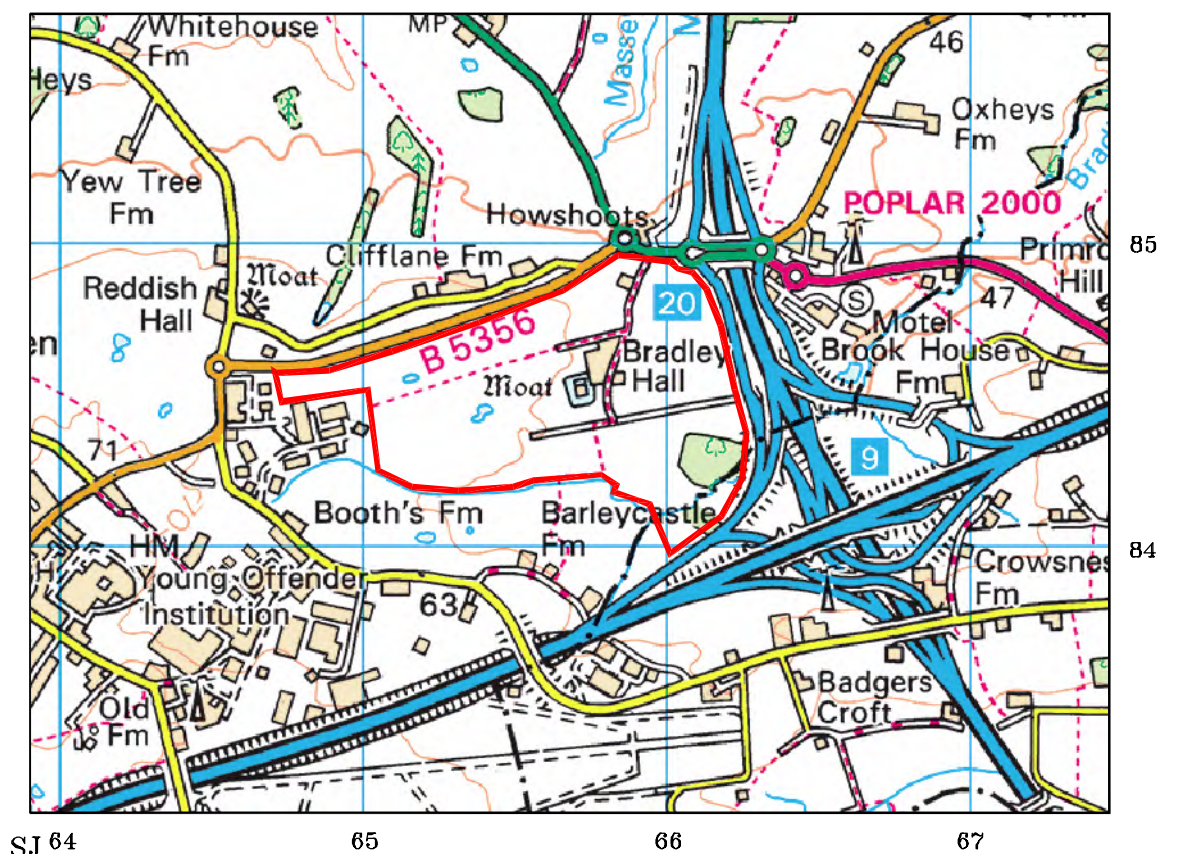 Whitehouse
Fm
MP
Masse
M
46
Heys
Oxheys
Fm
Brad
Yew Tree
Fm
POPLAR 2000
Howshoots
85
Clifflane Fm
Moat
Reddish
Hall
Primro
Hill
20
S
47
Motel
en
B 5356
Bradley
Hall
Moat
Brook House
Fm
71
9
Booth's Fm
Barleycastle
Fm
84
HM
Young Offender
Institution
Crowsnes
Fm
63
Badgers
Croft
Old
Fm
SJ 64
65
66
67